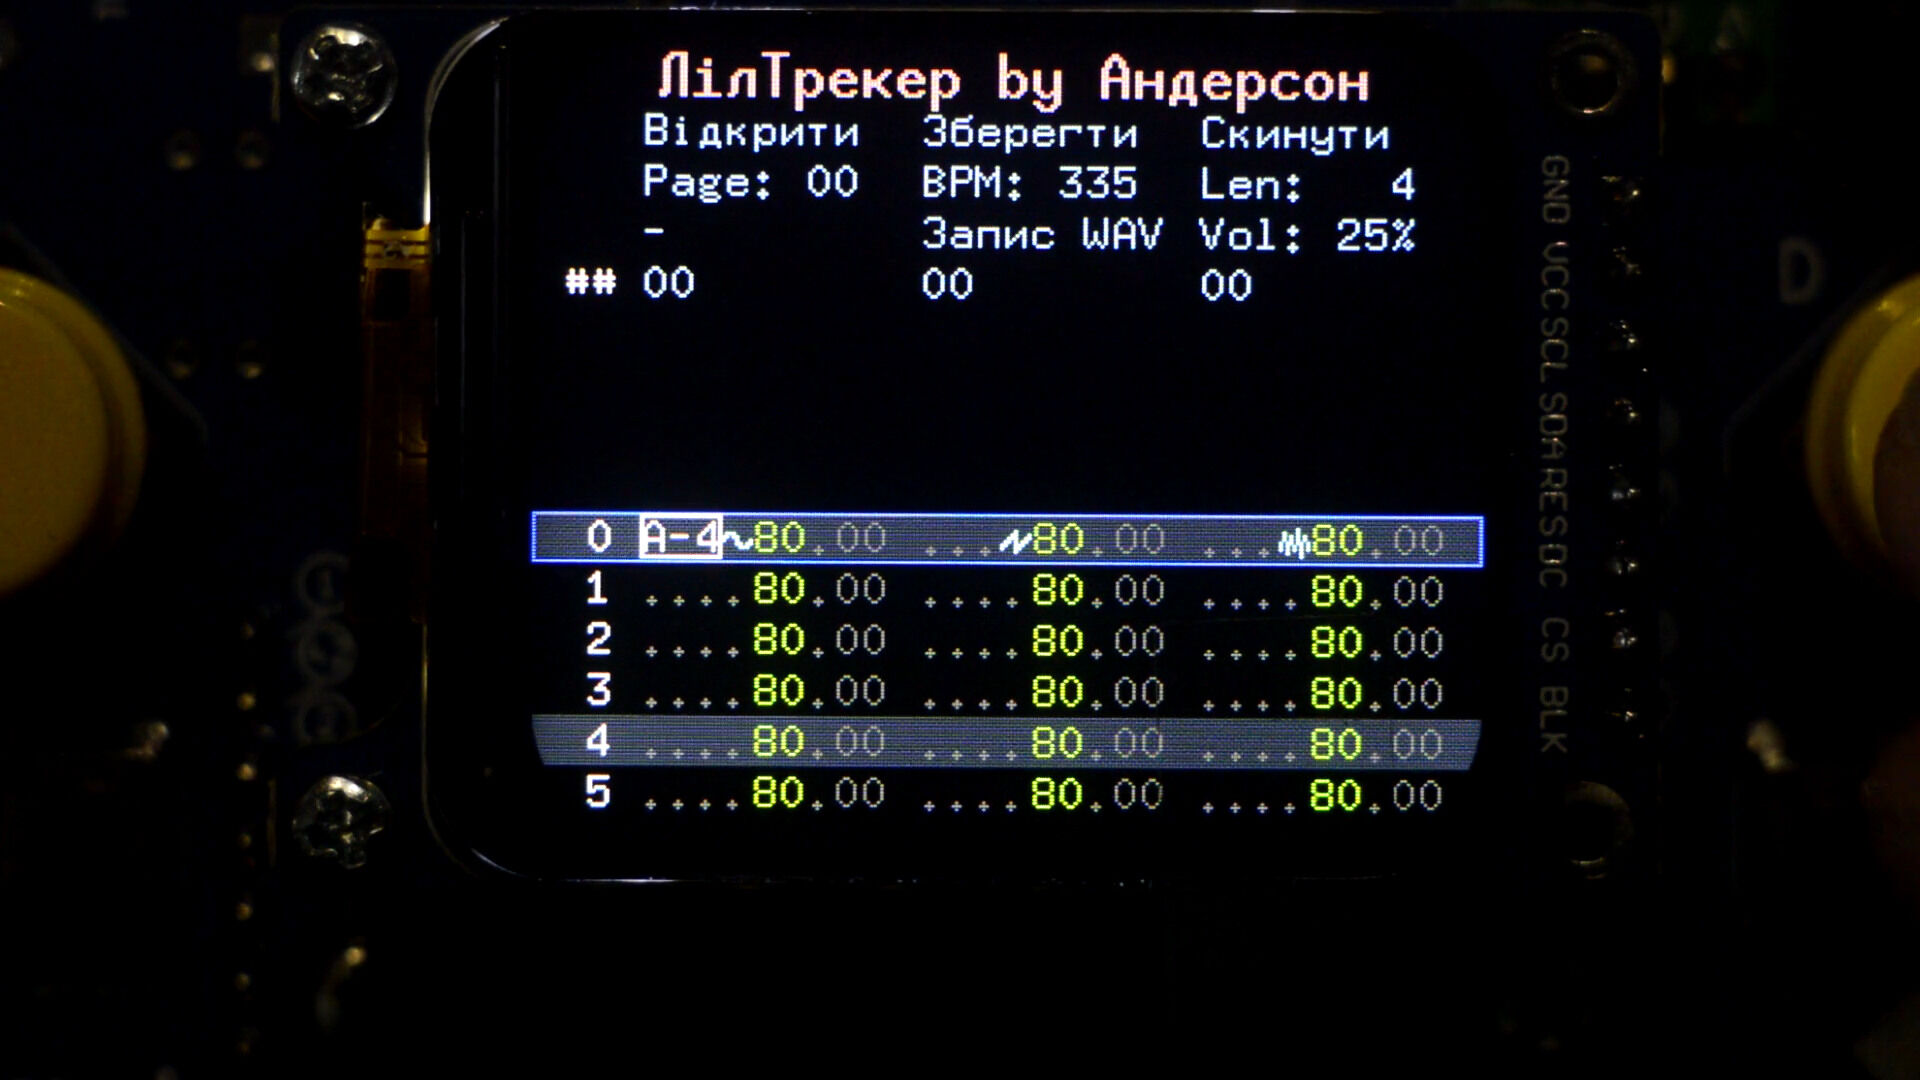 ЛілТрекер by Андерсон
Відкрити Зберегти Скинути
Page: 00 BPM: 335 Len: 4
- Запис WAV Vol: 25%
## 00 00 00
0 A-4 80.00 ...80.00 ...80.00
1 ....80.00 ....80.00 ....80.00
2 ....80.00 ....80.00 ....80.00
3 ....80.00 ....80.00 ....80.00
4 ....80.00 ....80.00 ....80.00
5 ....80.00 ....80.00 ....80.00
GND VCC SCL SDA RES DC CS BLK
D